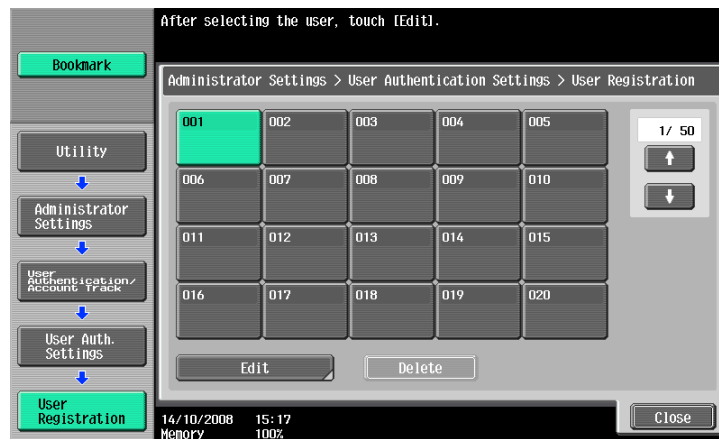 After selecting the user, touch [Edit].
Bookmark
Administrator Settings > User Authentication Settings > User Registration
001 002 003 004 005
1/ 50
Utility
006 007 008 009 010
Administrator
Settings
011 012 013 014 015
User
Authentication/
Account Track
016 017 018 019 020
User Auth.
Settings
Edit Delete
User
Registration
14/10/2008 15:17
Memory 100%
Close